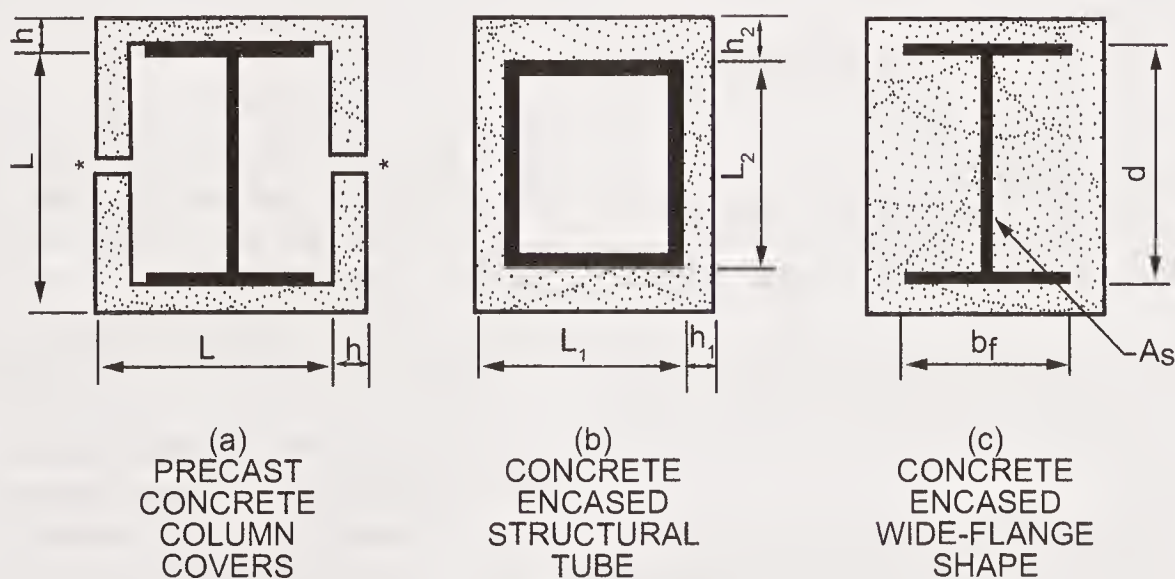 h
L
*
*
L
h
(a)
PRECAST
CONCRETE
COLUMN
COVERS
h₂
L₂
L₁
h₁
(b)
CONCRETE
ENCASED
STRUCTURAL
TUBE
d
bf
As
(c)
CONCRETE
ENCASED
WIDE-FLANGE
SHAPE